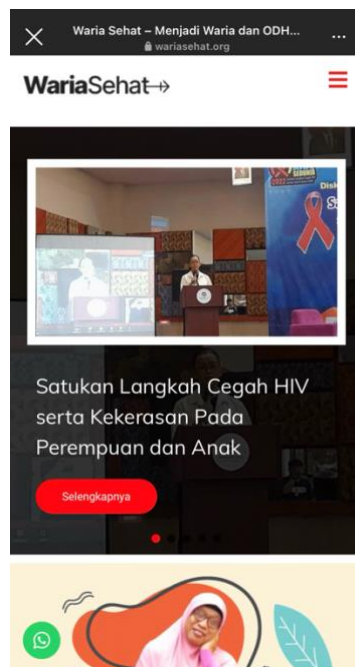 Waria Sehat – Menjadi Waria dan ODH...
wariasehat.org
WariaSehat
Satukan Langkah Cegah HIV
serta Kekerasan Pada
Perempuan dan Anak
Selengkapnya